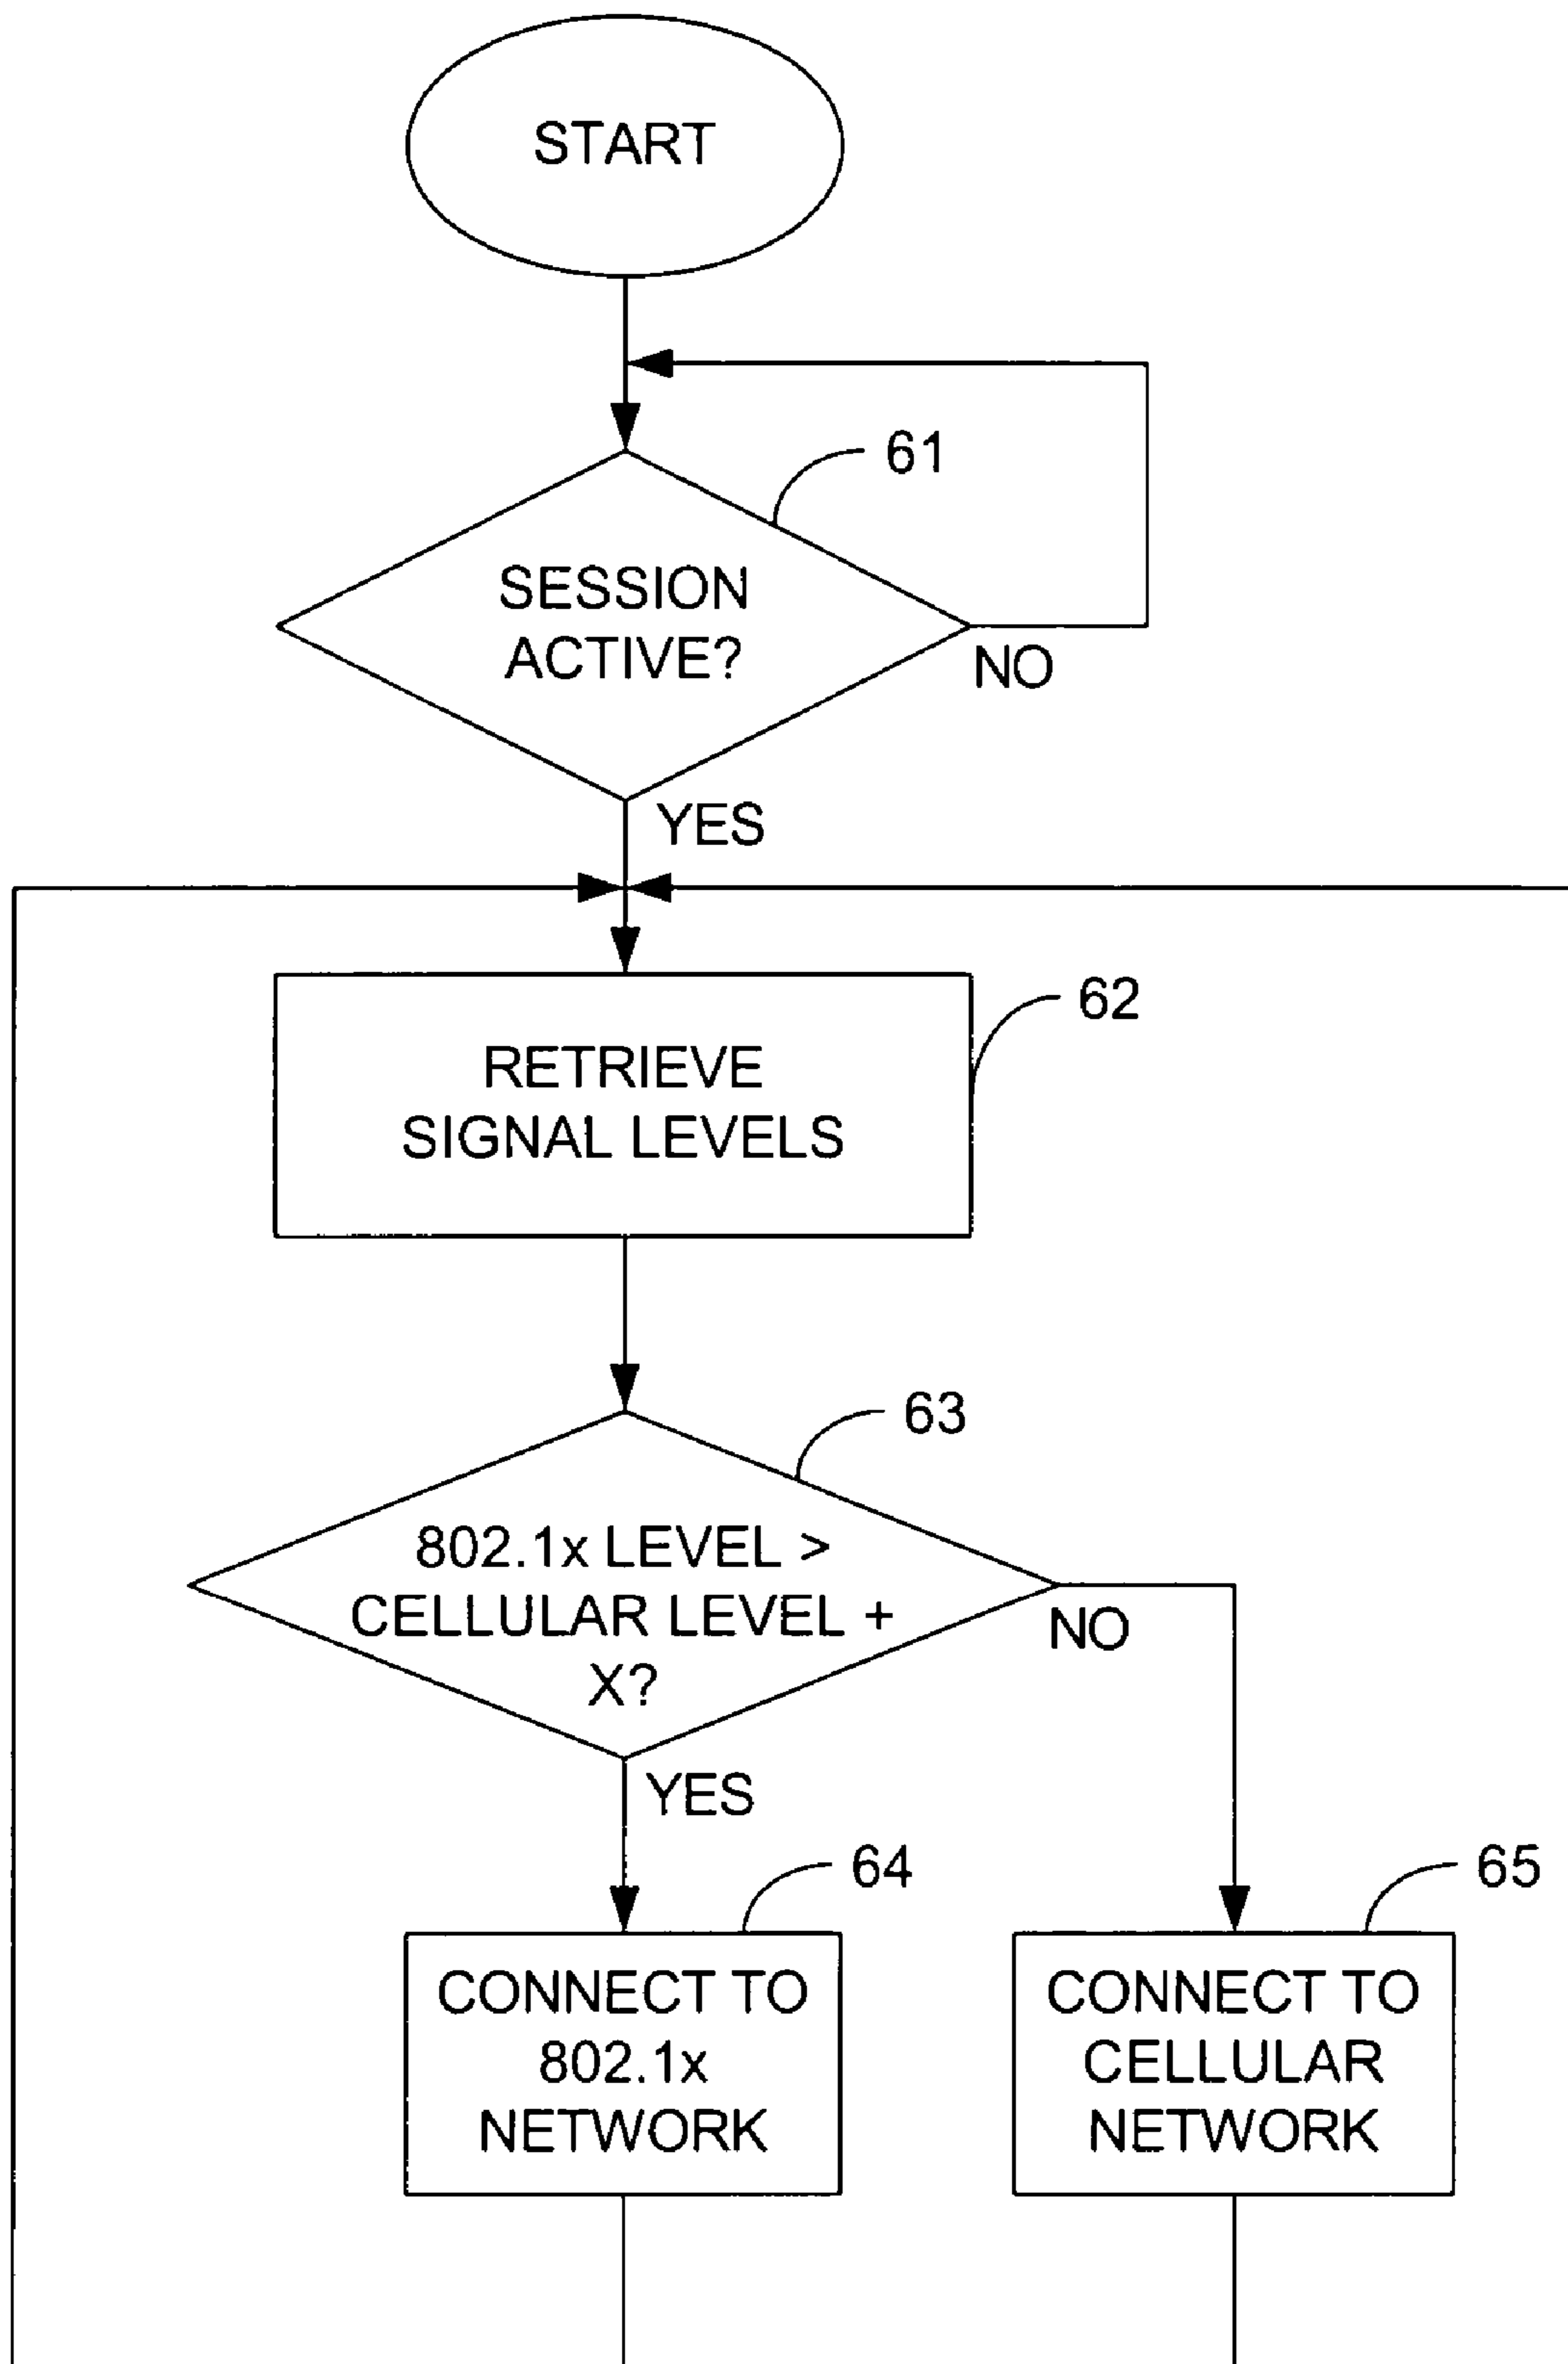 START
61
SESSION
ACTIVE?
NO
YES
62
RETRIEVE
SIGNAL LEVELS
63
802.1x LEVEL >
CELLULAR LEVEL +
X?
NO
YES
64
65
CONNECT TO
802.1x
NETWORK
CONNECT TO
CELLULAR
NETWORK